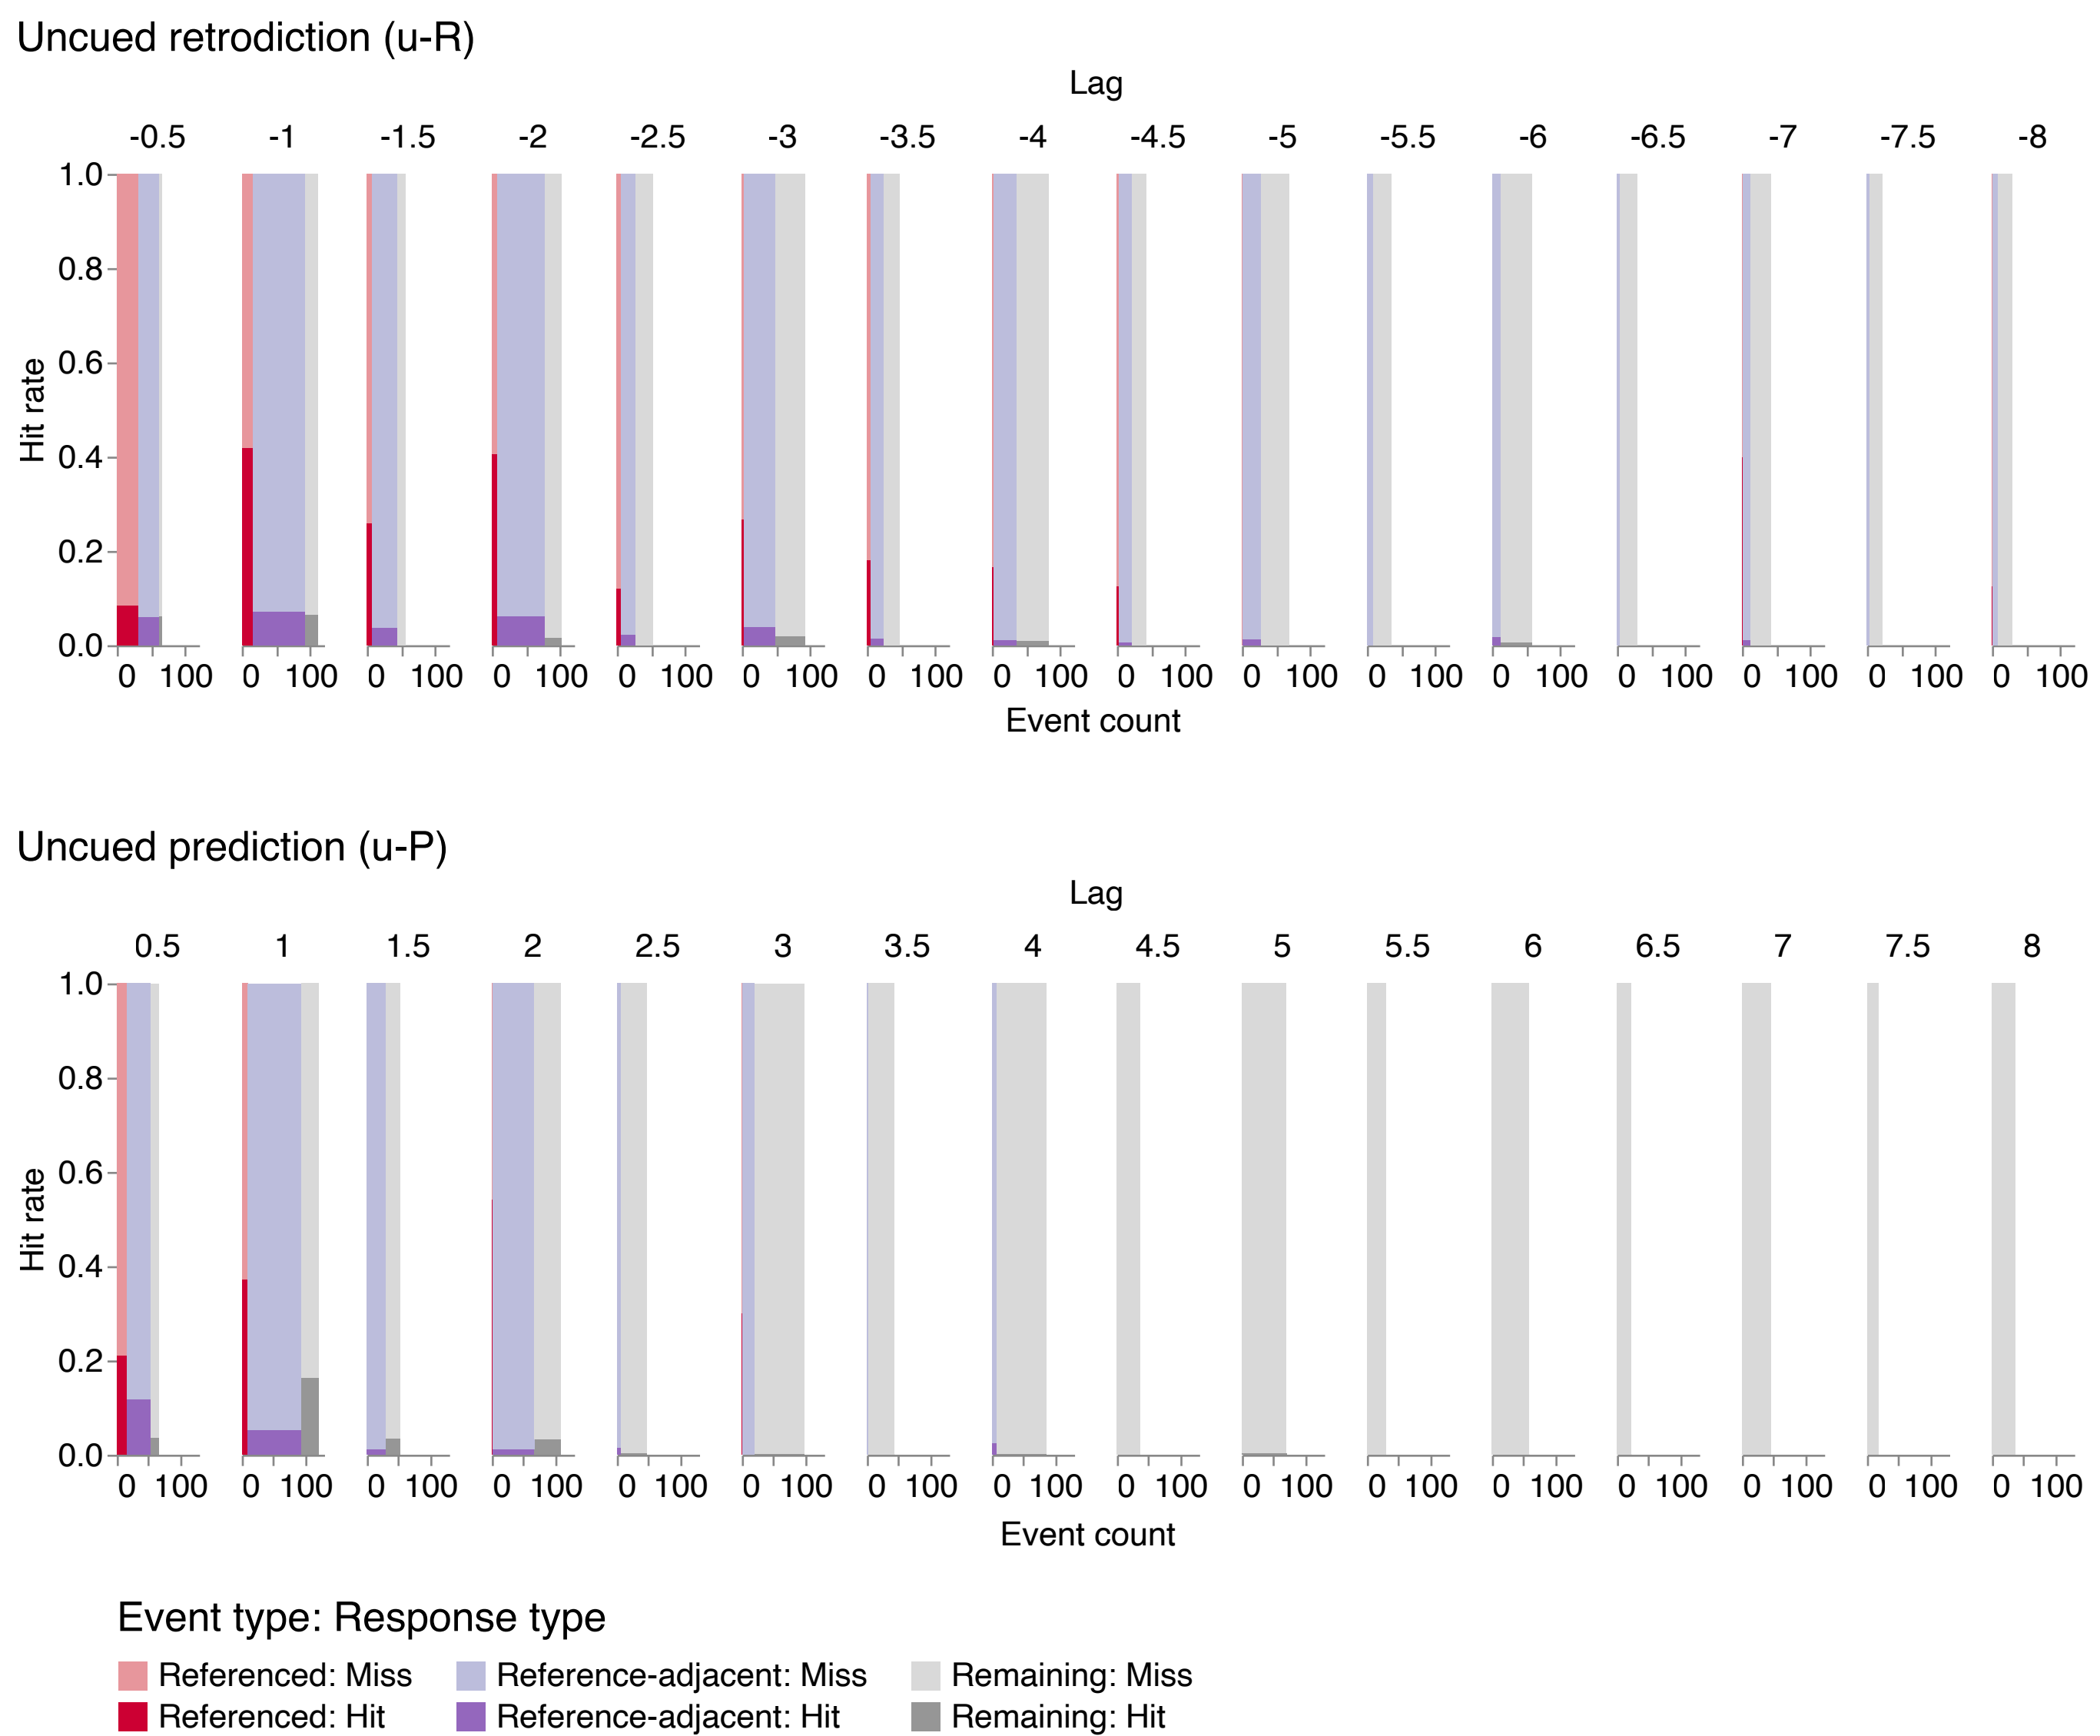 Uncued retrodiction (u-R)
Lag
-0.5 -1 -1.5 -2 -2.5 -3 -3.5 -4 -4.5 -5 -5.5 -6 -6.5 -7 -7.5 -8
1.0
0.8
0.6
Hit rate
0.4
0.2
0.0
0 100 0 100 0 100 0 100 0 100 0 100 0 100 0 100 0 100 0 100 0 100 0 100 0 100 0 100 0 100 0 100
Event count
Uncued prediction (u-P)
Lag
0.5 1 1.5 2 2.5 3 3.5 4 4.5 5 5.5 6 6.5 7 7.5 8
1.0
0.8
0.6
Hit rate
0.4
0.2
0.0
0 100 0 100 0 100 0 100 0 100 0 100 0 100 0 100 0 100 0 100 0 100 0 100 0 100 0 100 0 100 0 100
Event count
Event type: Response type
Referenced: Miss Reference-adjacent: Miss Remaining: Miss
Referenced: Hit Reference-adjacent: Hit Remaining: Hit